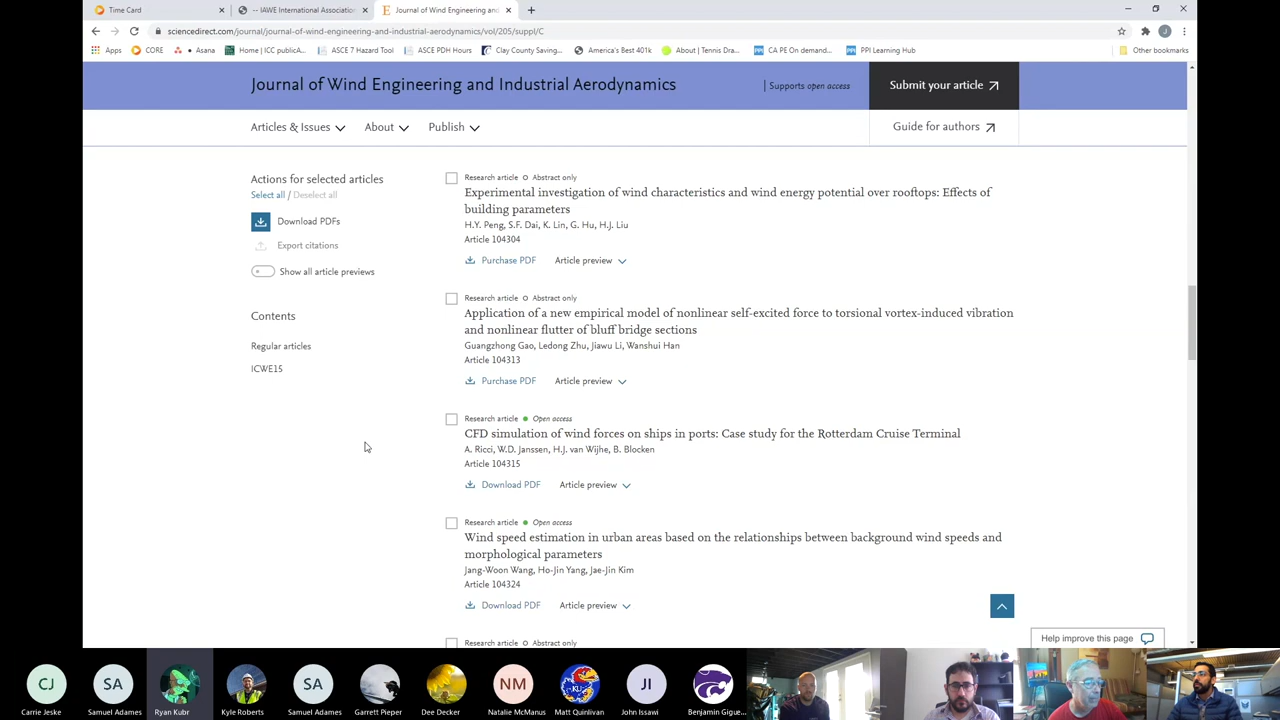 Time Card
-- IAWE International Associatio
Journal of Wind Engineering and
sciencedirect.com/journal/journal-of-wind-engineering-and-industrial-aerodynamics/vol/205/suppl/C
Apps
CORE
Asana
Home | ICC publicA...
ASCE 7 Hazard Tool
ASCE PDH Hours
Clay County Saving...
America's Best 401k
About | Tennis Dra...
CA PE On demand...
PPI Learning Hub
Other bookmarks
Journal of Wind Engineering and Industrial Aerodynamics
Supports open access
Submit your article
Articles & Issues
About
Publish
Guide for authors
Actions for selected articles
Select all / Deselect all
Download PDFs
Export citations
Show all article previews
Contents
Regular articles
ICWE15
Research article Abstract only
Experimental investigation of wind characteristics and wind energy potential over rooftops: Effects of
building parameters
H.Y. Peng, S.F. Dai, K. Lin, G. Hu, H.J. Liu
Article 104304
Purchase PDF Article preview
Research article Abstract only
Application of a new empirical model of nonlinear self-excited force to torsional vortex-induced vibration
and nonlinear flutter of bluff bridge sections
Guangzhong Gao, Ledong Zhu, Jiawu Li, Wanshui Han
Article 104313
Purchase PDF Article preview
Research article Open access
CFD simulation of wind forces on ships in ports: Case study for the Rotterdam Cruise Terminal
A. Ricci, W.D. Janssen, H.J. van Wijhe, B. Blocken
Article 104315
Download PDF Article preview
Research article Open access
Wind speed estimation in urban areas based on the relationships between background wind speeds and
morphological parameters
Jang-Woon Wang, Ho-Jin Yang, Jae-Jin Kim
Article 104324
Download PDF Article preview
Research article Abstract only
Help improve this page
CJ
SA
SA
NM
JI
KU
Carrie Jeske
Samuel Adames
Ryan Kubr
Kyle Roberts
Samuel Adames
Garrett Pieper
Dee Decker
Natalie McManus
Matt Quinlivan
John Issawi
Benjamin Gigue...